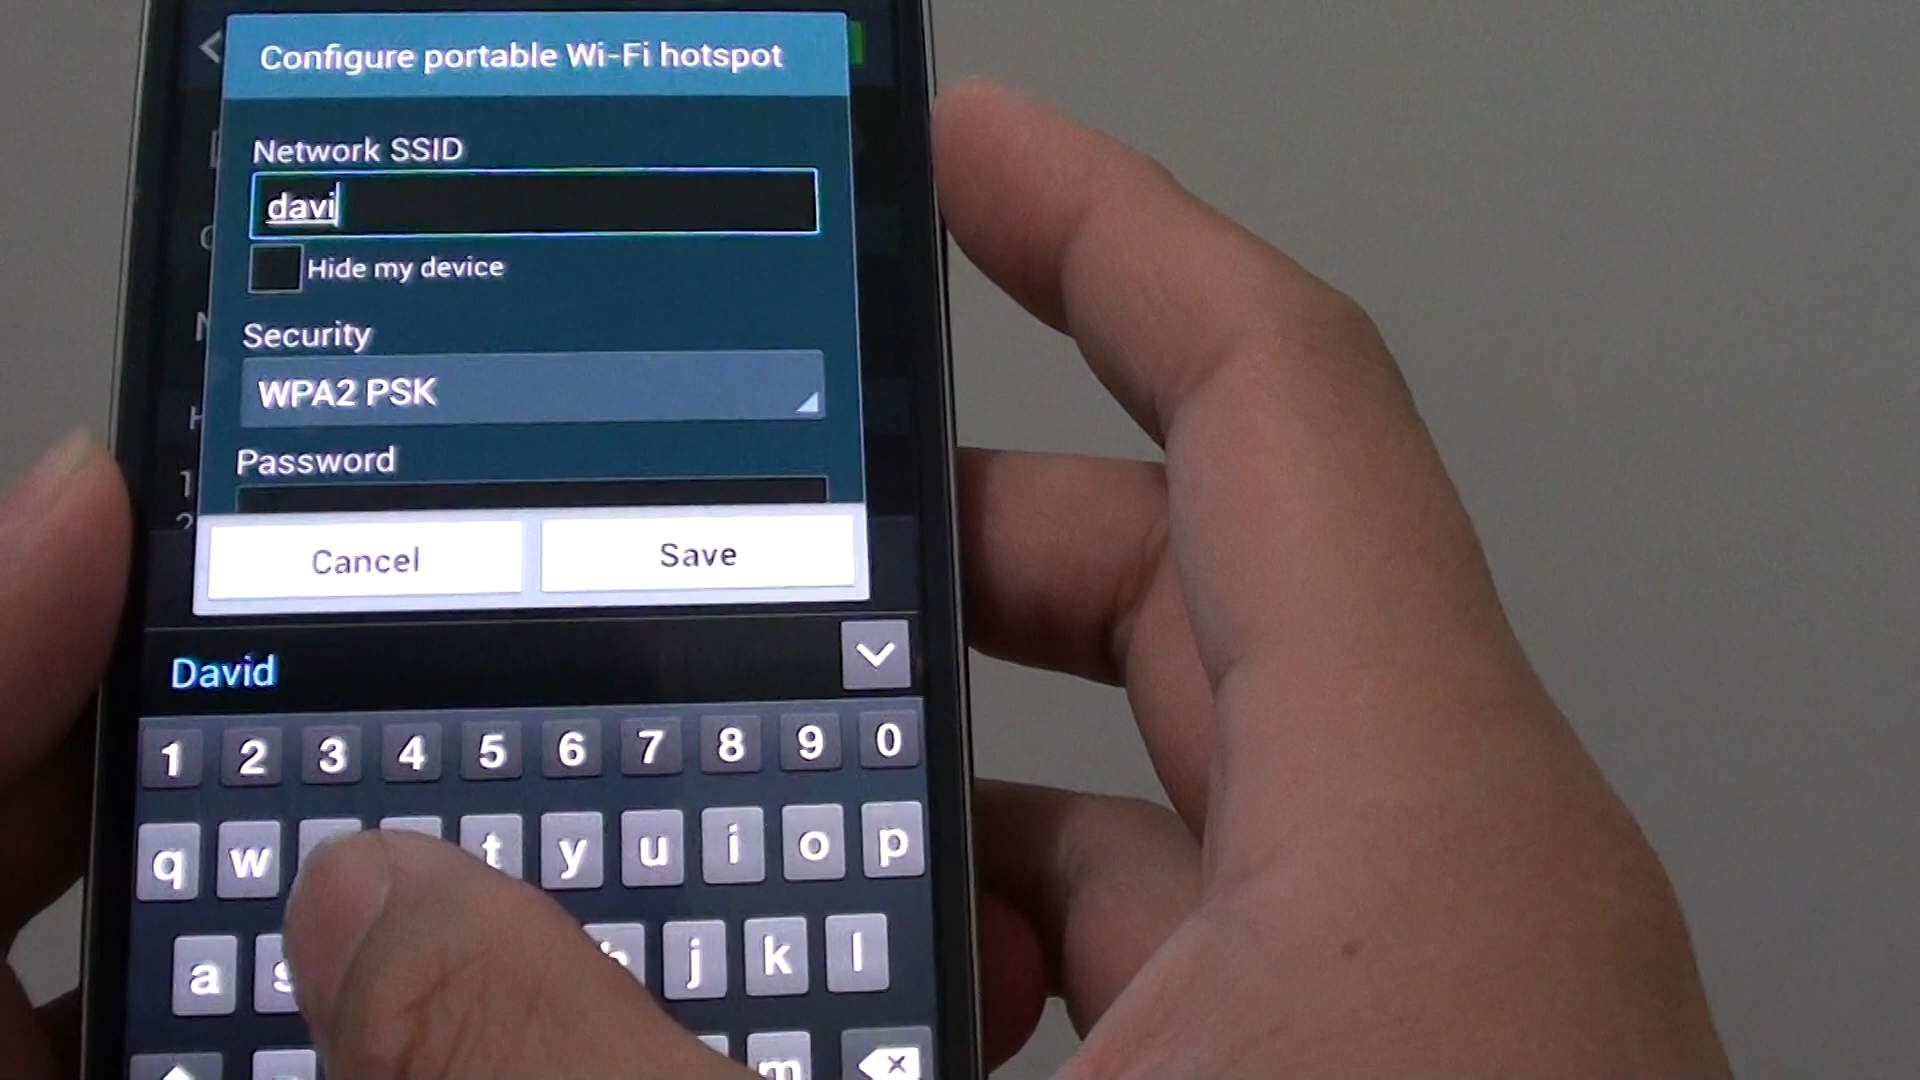 Configure portable Wi-Fi hotspot
Network SSID
davi
Hide my device
Security
WPA2 PSK
Password
Cancel Save
David
1 2 3 4 5 6 7 8 9 0
q w t y u i o p
a s j k l
m